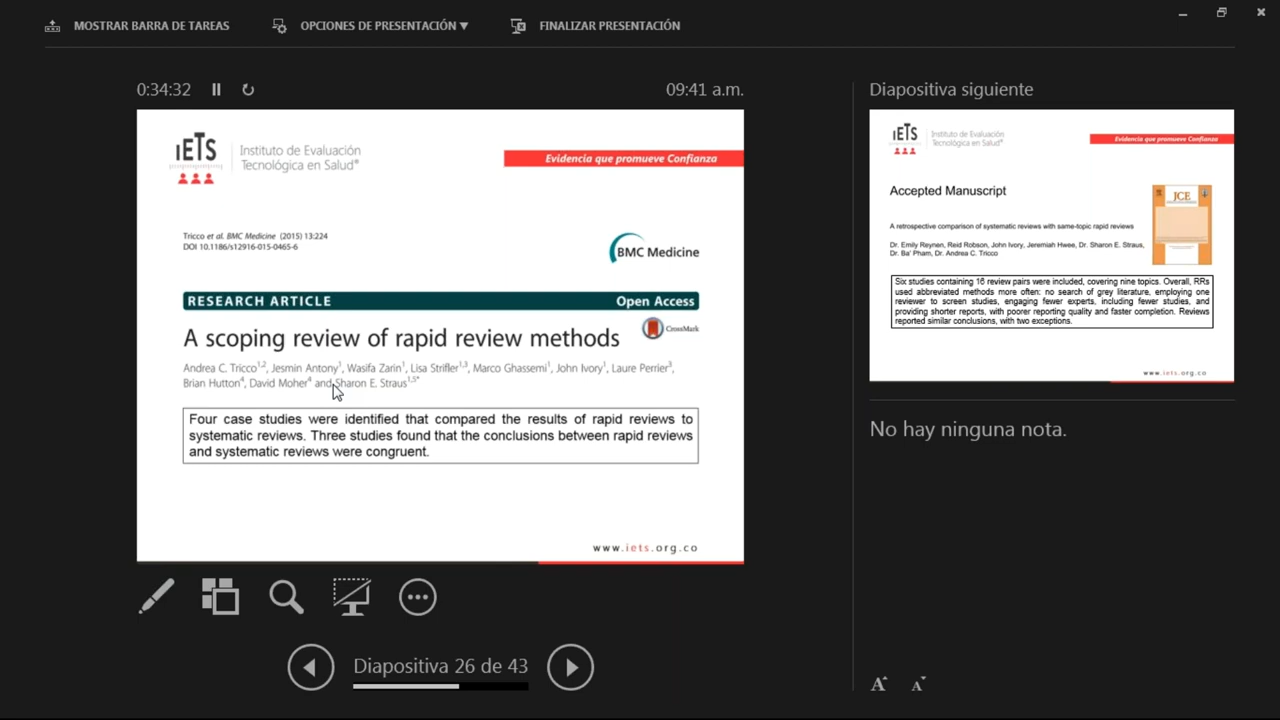 MOSTRAR BARRA DE TAREAS
OPCIONES DE PRESENTACIÓN ▼
FINALIZAR PRESENTACIÓN
0:34:32
09:41 a.m.
IETS
Instituto de Evaluación
Tecnológica en Salud®
Evidencia que promueve Confianza
Tricco et al. BMC Medicine (2015) 13:224
DOI 10.1186/s12916-015-0465-6
BMC Medicine
RESEARCH ARTICLE
Open Access
A scoping review of rapid review methods
CrossMark
Andrea C. Tricco1,2, Jesmin Antony1, Wasifa Zarin1, Lisa Strifler1,3, Marco Ghassemi1, John Ivory1, Laure Perrier3,
Brian Hutton4, David Moher4 and Sharon E. Straus1,5*
Four case studies were identified that compared the results of rapid reviews to
systematic reviews. Three studies found that the conclusions between rapid reviews
and systematic reviews were congruent.
www.iets.org.co
Diapositiva 26 de 43
Diapositiva siguiente
IETS
Instituto de Evaluación
Tecnológica en Salud®
Evidencia que promueve Confianza
Accepted Manuscript
JCE
A retrospective comparison of systematic reviews with same-topic rapid reviews
Dr. Emily Reynen, Reid Robson, John Ivory, Jeremiah Hwee, Dr. Sharon E. Straus,
Dr. Ba' Pham, Dr. Andrea C. Tricco
Six studies containing 16 review pairs were included, covering nine topics. Overall, RRs
used abbreviated methods more often: no search of grey literature, employing one
reviewer to screen studies, engaging fewer experts, including fewer studies, and
providing shorter reports, with poorer reporting quality and faster completion. Reviews
reported similar conclusions, with two exceptions.
www.iets.org.co
No hay ninguna nota.
A A